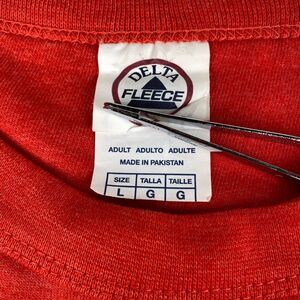 DELTA
FLEECE
ADULT ADULTO ADULTE
MADE IN PAKISTAN
SIZE TALLA TAILLE
L G G